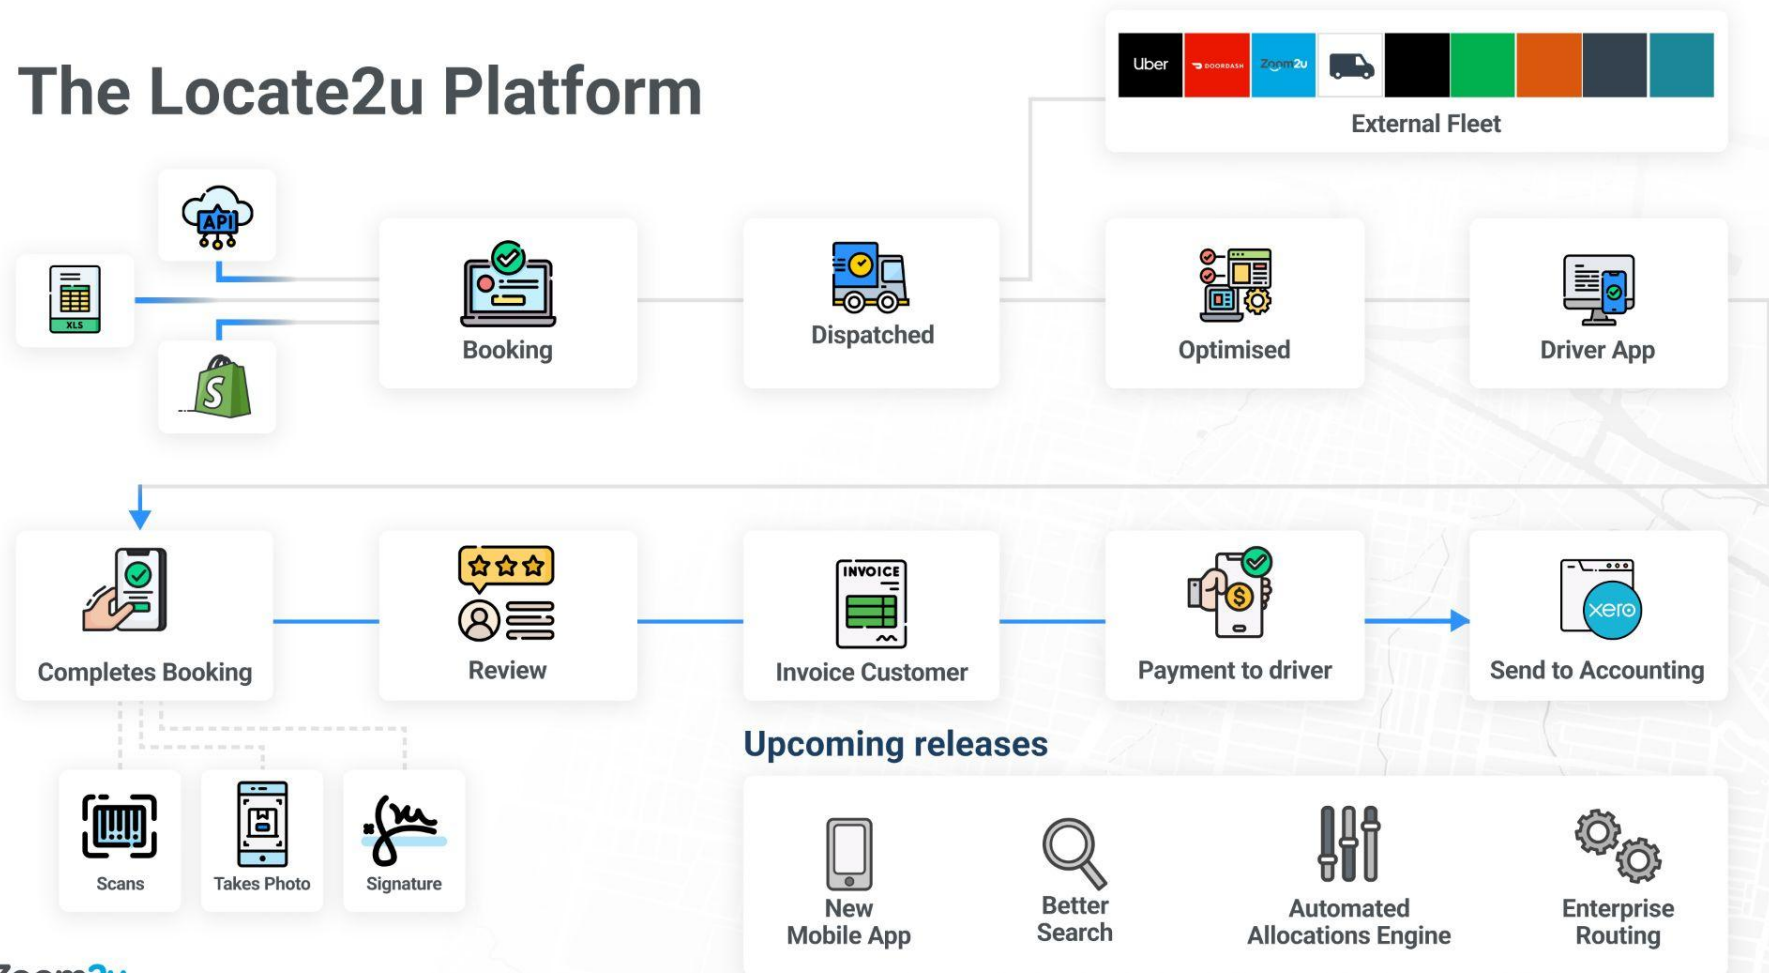 The Locate2u Platform
Uber
DOORDASH
Zoom2u
External Fleet
API
XLS
S
Booking
Dispatched
Optimised
Driver App
Completes Booking
Review
INVOICE
Invoice Customer
$
Payment to driver
xero
Send to Accounting
Scans
Takes Photo
Signature
Upcoming releases
New
Mobile App
Better
Search
Automated
Allocations Engine
Enterprise
Routing
Zoom2u